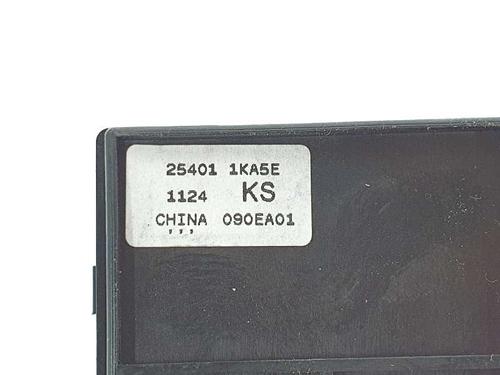 25401 1KA5E
1124 KS
CHINA 090EA01
,,,